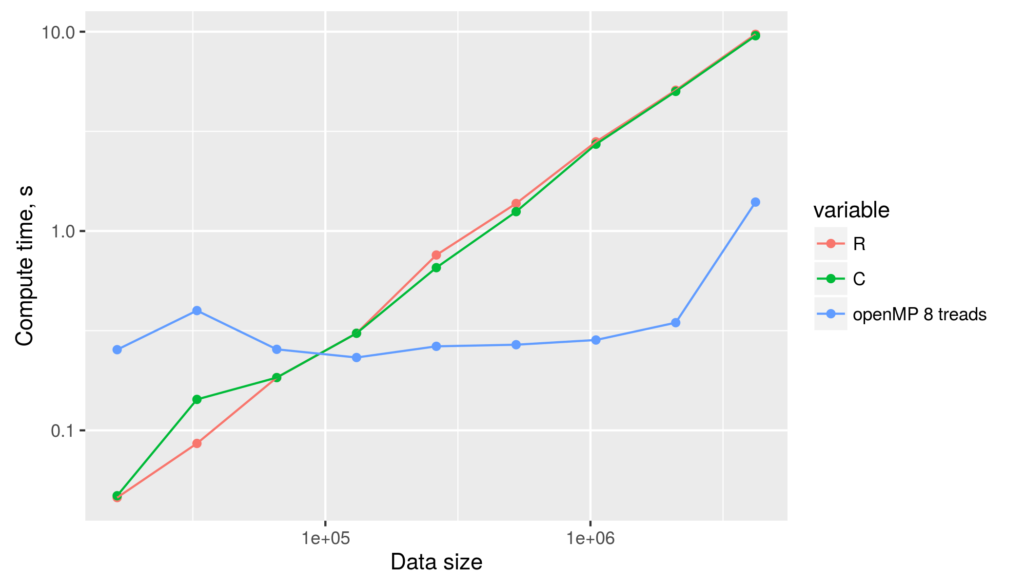 10.0
1.0
0.1
Compute time, s
1e+05
1e+06
Data size
variable
R
C
openMP 8 treads